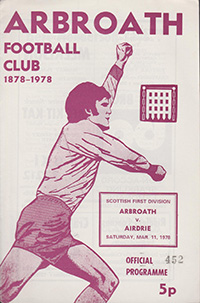 ARBROATH
FOOTBALL
CLUB
1878-1978
SCOTTISH FIRST DIVISION
ARBROATH
v.
AIRDRIE
SATURDAY, MAR. 11, 1978
OFFICIAL 452
PROGRAMME
5p